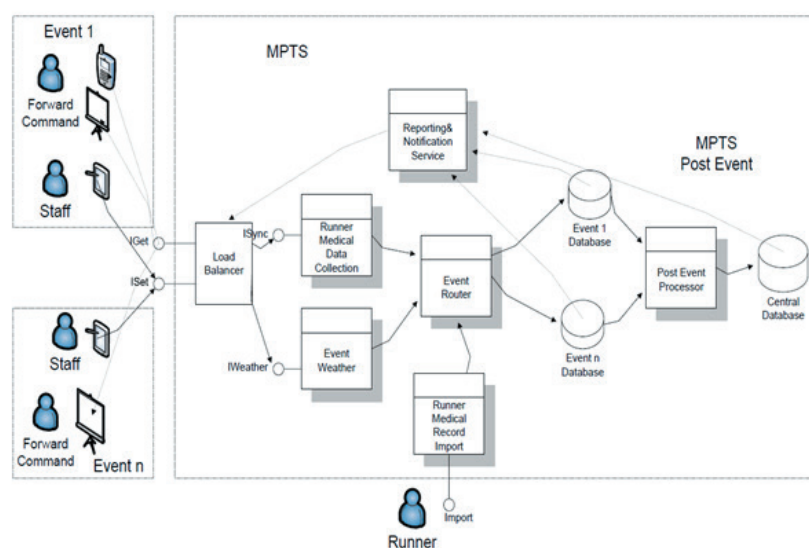 Event 1
Forward
Command
Staff
IGet
ISet
Staff
Forward
Command
Event n
MPTS
Reporting&
Notification
Service
MPTS
Post Event
ISync
Load
Balancer
Runner
Medical
Data
Collection
Event
Router
Event 1
Database
Post Event
Processor
Central
Database
IWeather
Event
Weather
Event n
Database
Runner
Medical
Record
Import
Import
Runner